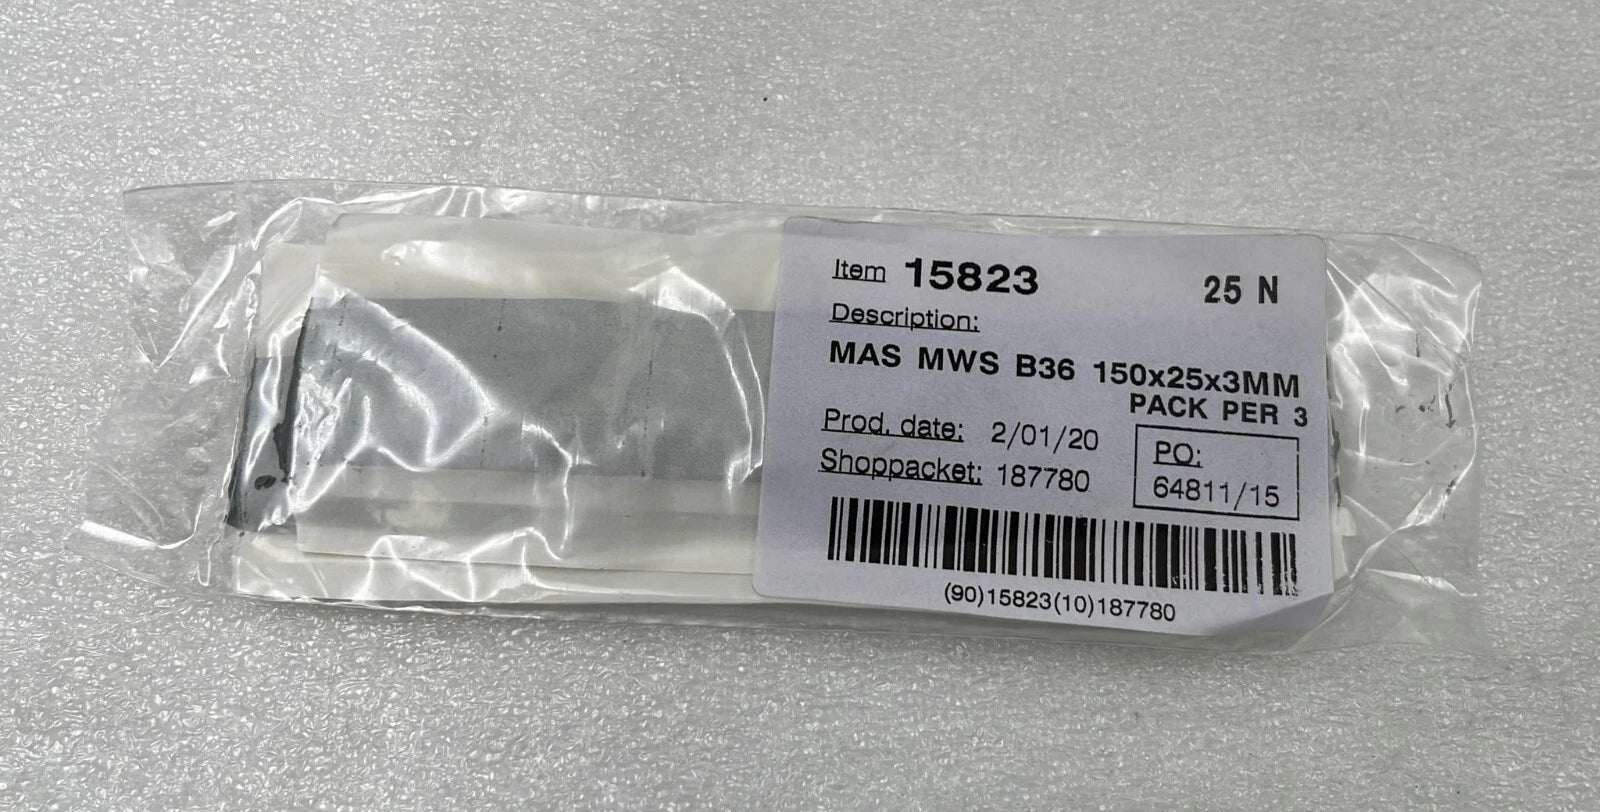 Item 15823 25 N
Description:
MAS MWS B36 150x25x3MM
PACK PER 3
Prod. date: 2/01/20
PO:
Shoppacket: 187780
64811/15
(90)15823(10)187780